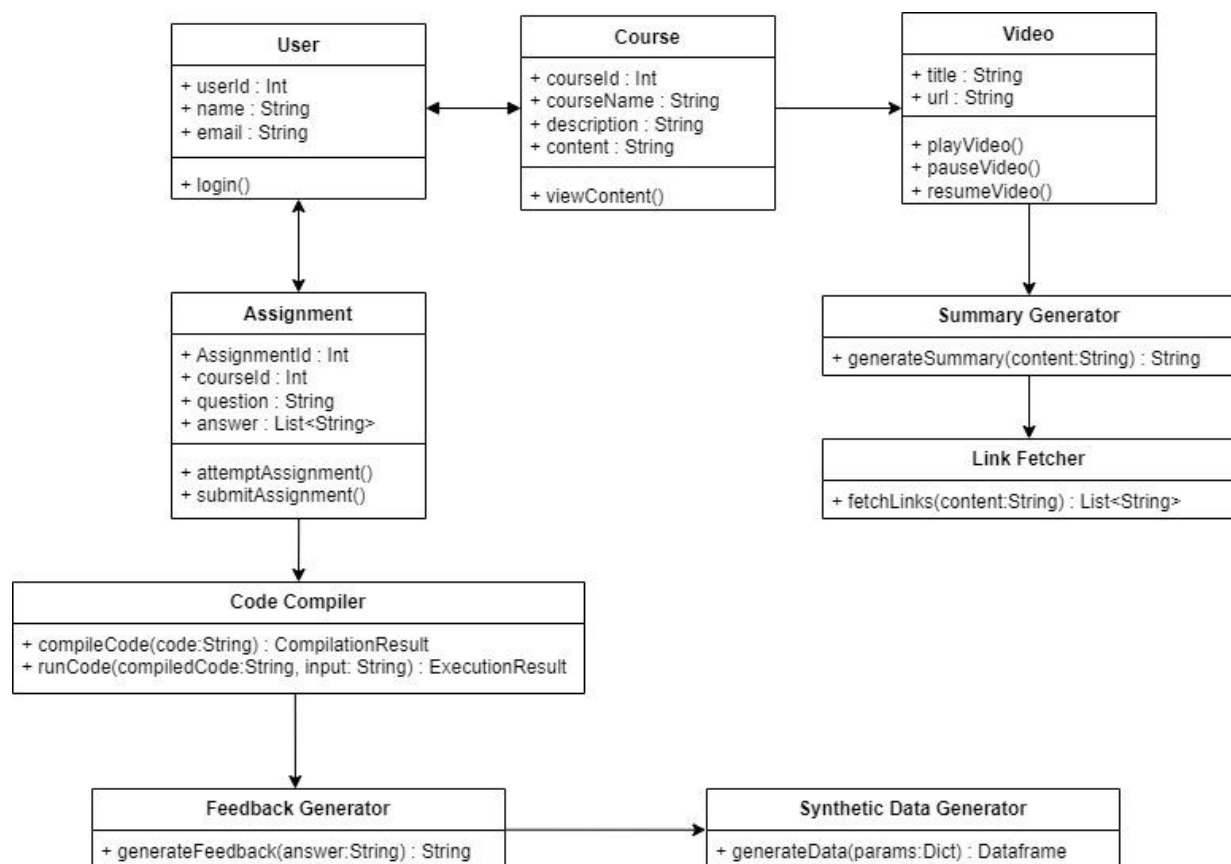 User
+ userId : Int
+ name : String
+ email : String
+ login()
Course
+ courseId : Int
+ courseName : String
+ description : String
+ content : String
+ viewContent()
Video
+ title : String
+ url : String
+ playVideo()
+ pauseVideo()
+ resumeVideo()
Assignment
+ AssignmentId : Int
+ courseId : Int
+ question : String
+ answer : List<String>
+ attemptAssignment()
+ submitAssignment()
Summary Generator
+ generateSummary(content:String) : String
Link Fetcher
+ fetchLinks(content:String) : List<String>
Code Compiler
+ compileCode(code:String) : CompilationResult
+ runCode(compiledCode:String, input: String) : ExecutionResult
Feedback Generator
+ generateFeedback(answer:String) : String
Synthetic Data Generator
+ generateData(params:Dict) : Dataframe